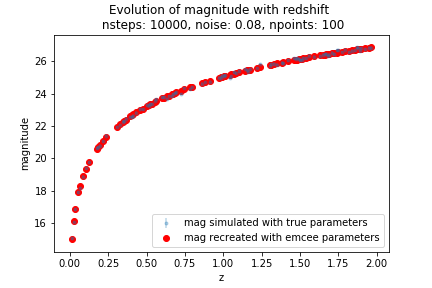 Evolution of magnitude with redshift
nsteps: 10000, noise: 0.08, npoints: 100
magnitude
26
24
22
20
18
16
mag simulated with true parameters
mag recreated with emcee parameters
0.00 0.25 0.50 0.75 1.00 1.25 1.50 1.75 2.00
z